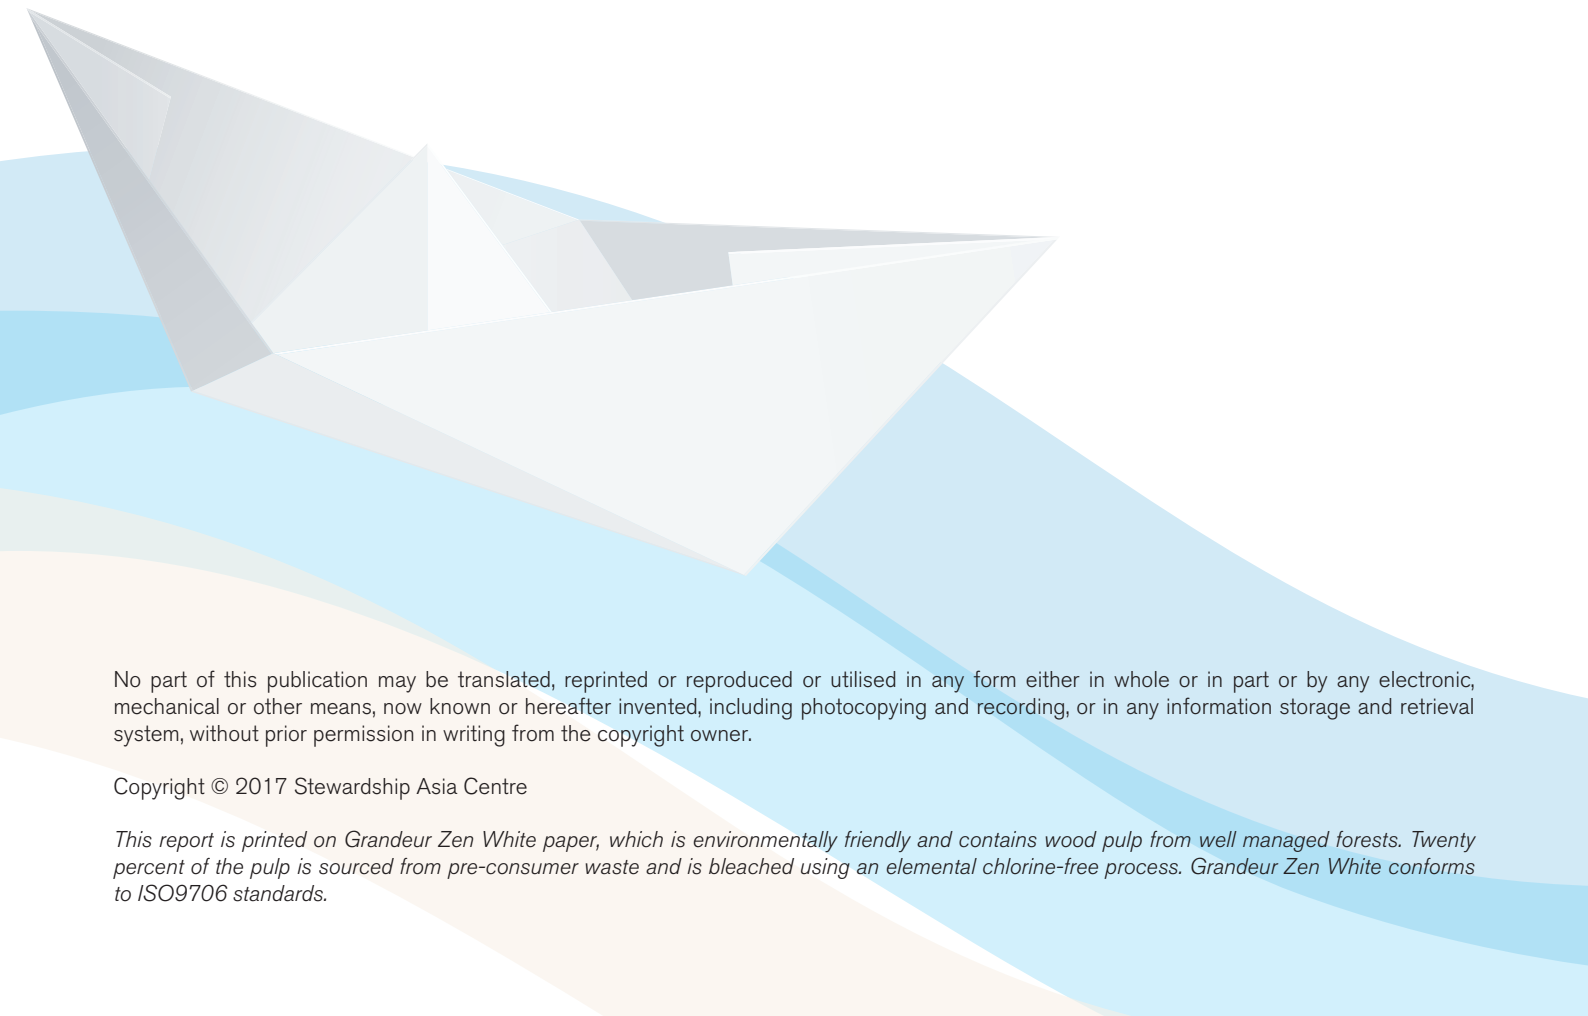 No part of this publication may be translated, reprinted or reproduced or utilised in any form either in whole or in part or by any electronic,
mechanical or other means, now known or hereafter invented, including photocopying and recording, or in any information storage and retrieval
system, without prior permission in writing from the copyright owner.
Copyright © 2017 Stewardship Asia Centre
This report is printed on Grandeur Zen White paper, which is environmentally friendly and contains wood pulp from well managed forests. Twenty
percent of the pulp is sourced from pre-consumer waste and is bleached using an elemental chlorine-free process. Grandeur Zen White conforms
to ISO9706 standards.